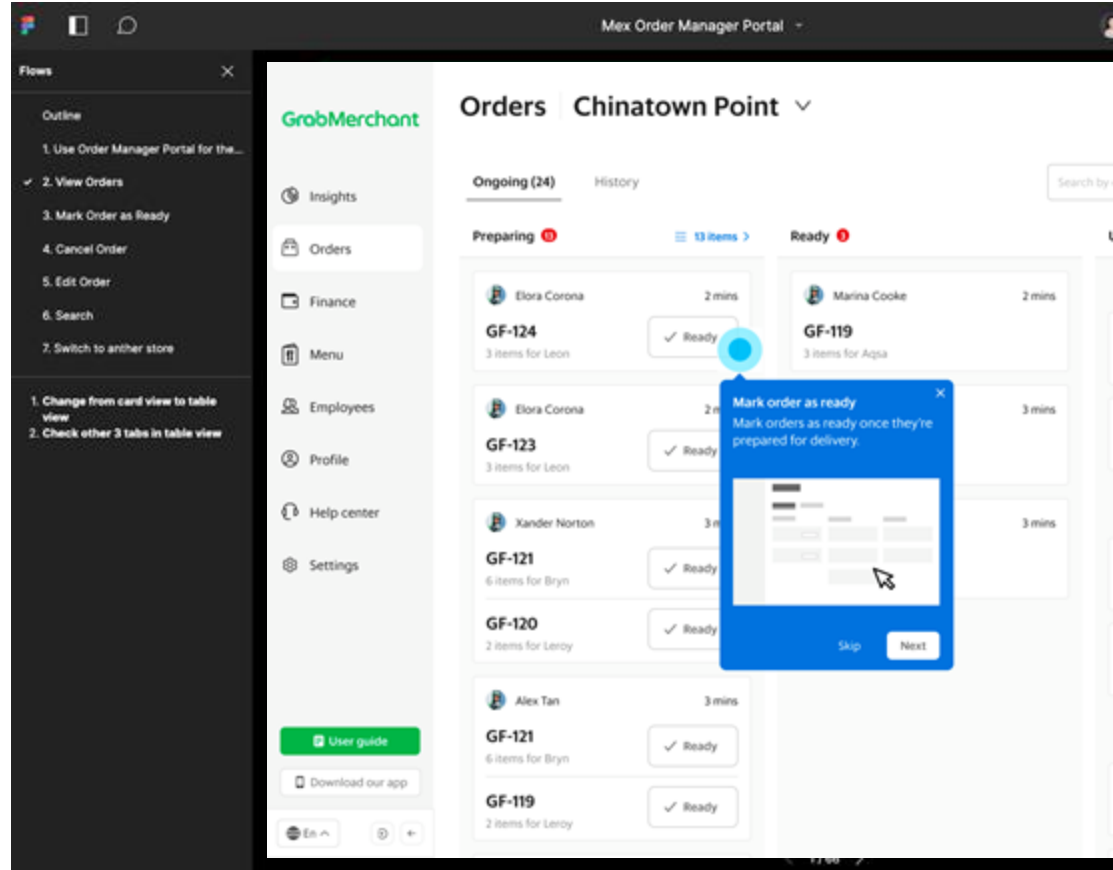 Mex Order Manager Portal
Flows
Outline
1. Use Order Manager Portal for the...
2. View Orders
3. Mark Order as Ready
4. Cancel Order
5. Edit Order
6. Search
7. Switch to anther store
1. Change from card view to table
view
2. Check other 3 tabs in table view
GrabMerchant
Insights
Orders
Finance
Menu
Employees
Profile
Help center
Settings
User guide
Download our app
En
Orders
Chinatown Point
Ongoing (24)
History
Search by
Preparing 13
13 items >
Elora Corona
2 mins
GF-124
3 items for Leon
Ready
Elora Corona
2 m
GF-123
3 items for Leon
Ready
Xander Norton
3 m
GF-121
6 items for Bryn
Ready
GF-120
2 items for Leroy
Ready
Alex Tan
3 mins
GF-121
6 items for Bryn
Ready
GF-119
2 items for Leroy
Ready
Ready 3
Marina Cooke
2 mins
GF-119
3 items for Aqsa
3 mins
3 mins
Mark order as ready
Mark orders as ready once they're
prepared for delivery.
Skip
Next